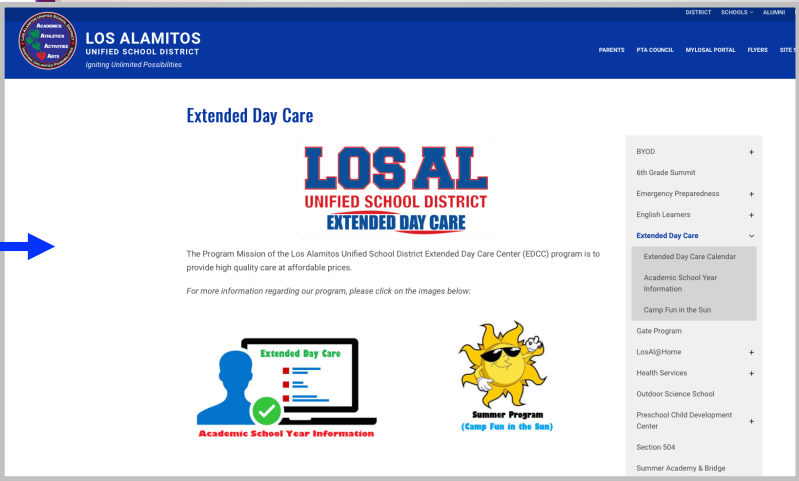 DISTRICT SCHOOLS ALUMNI
ACADEMICS
ATHLETICS
ACTIVITIES
ARTS
LOS ALAMITOS
UNIFIED SCHOOL DISTRICT
Igniting Unlimited Possibilities
PARENTS PTA COUNCIL MYLOSAL PORTAL FLYERS SITE
Extended Day Care
LOS AL
UNIFIED SCHOOL DISTRICT
EXTENDED DAY CARE
The Program Mission of the Los Alamitos Unified School District Extended Day Care Center (EDCC) program is to
provide high quality care at affordable prices.
For more information regarding our program, please click on the images below:
Extended Day Care
Academic School Year Information
Summer Program
(Camp Fun in the Sun)
BYOD +
6th Grade Summit
Emergency Preparedness +
English Learners +
Extended Day Care
Extended Day Care Calendar
Academic School Year
Information
Camp Fun in the Sun
Gate Program
LosAl@Home +
Health Services +
Outdoor Science School
Preschool Child Development
Center +
Section 504
Summer Academy & Bridge